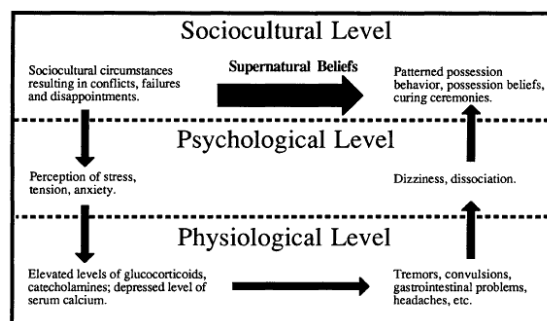 Sociocultural Level
Sociocultural circumstances
resulting in conflicts, failures
and disappointments.
Supernatural Beliefs
Patterned possession
behavior, possession beliefs,
curing ceremonies.
Psychological Level
Perception of stress,
tension, anxiety.
Dizziness, dissociation.
Physiological Level
Elevated levels of glucocorticoids,
catecholamines; depressed level of
serum calcium.
Tremors, convulsions,
gastrointestinal problems,
headaches, etc.